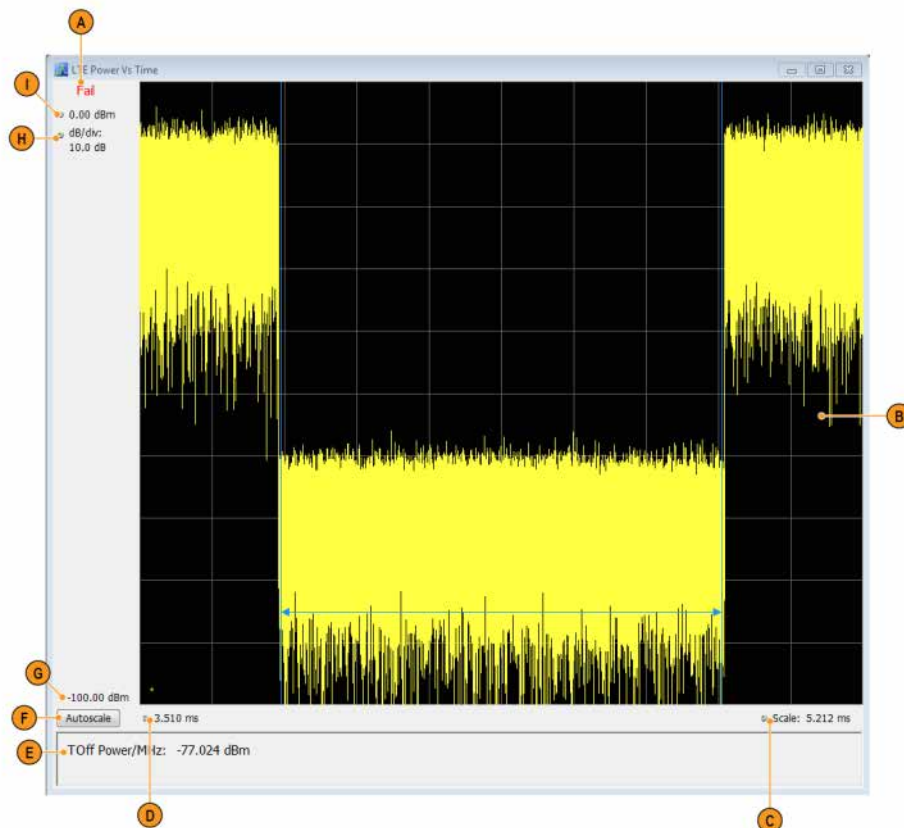 A
LTE Power Vs Time
Fail
I
0.00 dBm
H
dB/div:
10.0 dB
B
G
-100.00 dBm
F
Autoscale
3.510 ms
Scale: 5.212 ms
E
TOff Power/MHz: -77.024 dBm
D
C